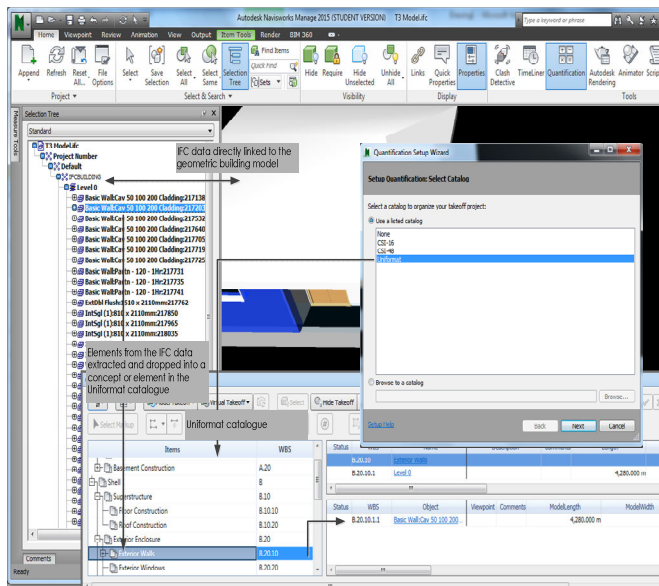 Autodesk Navisworks Manage 2015 (STUDENT VERSION) T3 Model.ifc
Type a keyword or phrase
Home Viewpoint Review Animation View Output Item Tools Render BIM 360
Append Refresh Reset All... File Options
Select Save Selection Select All Select Same Selection Tree
Find Items
Quick Find
Sets
Hide Require Hide Unselected Unhide All
Links Quick Properties Properties
Clash Detective TimeLiner Quantification Autodesk Rendering Animator Scrip
Project Select & Search Visibility Display Tools
Measure Tools
Selection Tree
Standard
T3 Model.ifc
Project Number
Default
IFCBUILDING
Level 0
Basic Wall:Cav 50 100 200 Cladding:217138
Basic Wall:Cav 50 100 200 Cladding:217203
Basic Wall:Cav 50 100 200 Cladding:217532
Basic Wall:Cav 50 100 200 Cladding:217640
Basic Wall:Cav 50 100 200 Cladding:217705
Basic Wall:Cav 50 100 200 Cladding:217719
Basic Wall:Cav 50 100 200 Cladding:217725
Basic Wall:Partn - 120 - 1Hr:217731
Basic Wall:Partn - 120 - 1Hr:217735
Basic Wall:Partn - 120 - 1Hr:217741
ExtDbl Flush:1510 x 2110mm:217762
IntSgl (1):810 x 2110mm:217850
IntSgl (1):810 x 2110mm:217965
IntSgl (1):810 x 2110mm:218035
IFC data directly linked to the
geometric building model
Quantification Setup Wizard
Setup Quantification: Select Catalog
Select a catalog to organize your takeoff project:
Use a listed catalog
None
CSI-16
CSI-48
Uniformat
Browse to a catalog
Browse...
Setup Help
Back Next Cancel
Elements from the IFC data
extracted and dropped into a
concept or element in the
Uniformat catalogue
Virtual Takeoff
Select
Hide Takeoff
Select Markup
Uniformat catalogue
Items WBS
Basement Construction A.20
Shell B
Superstructure B.10
Floor Construction B.10.10
Roof Construction B.10.20
Exterior Enclosure B.20
Exterior Walls B.20.10
Exterior Windows B.20.20
Status WBS
B.20.10 Exterior Walls
B.20.10.1 Level 0 4,280.000 m
Status WBS Object Viewpoint Comments ModelLength ModelWidth
B.20.10.1.1 Basic Wall:Cav 50 100 200 ... 4,280.000 m
Comments
Ready